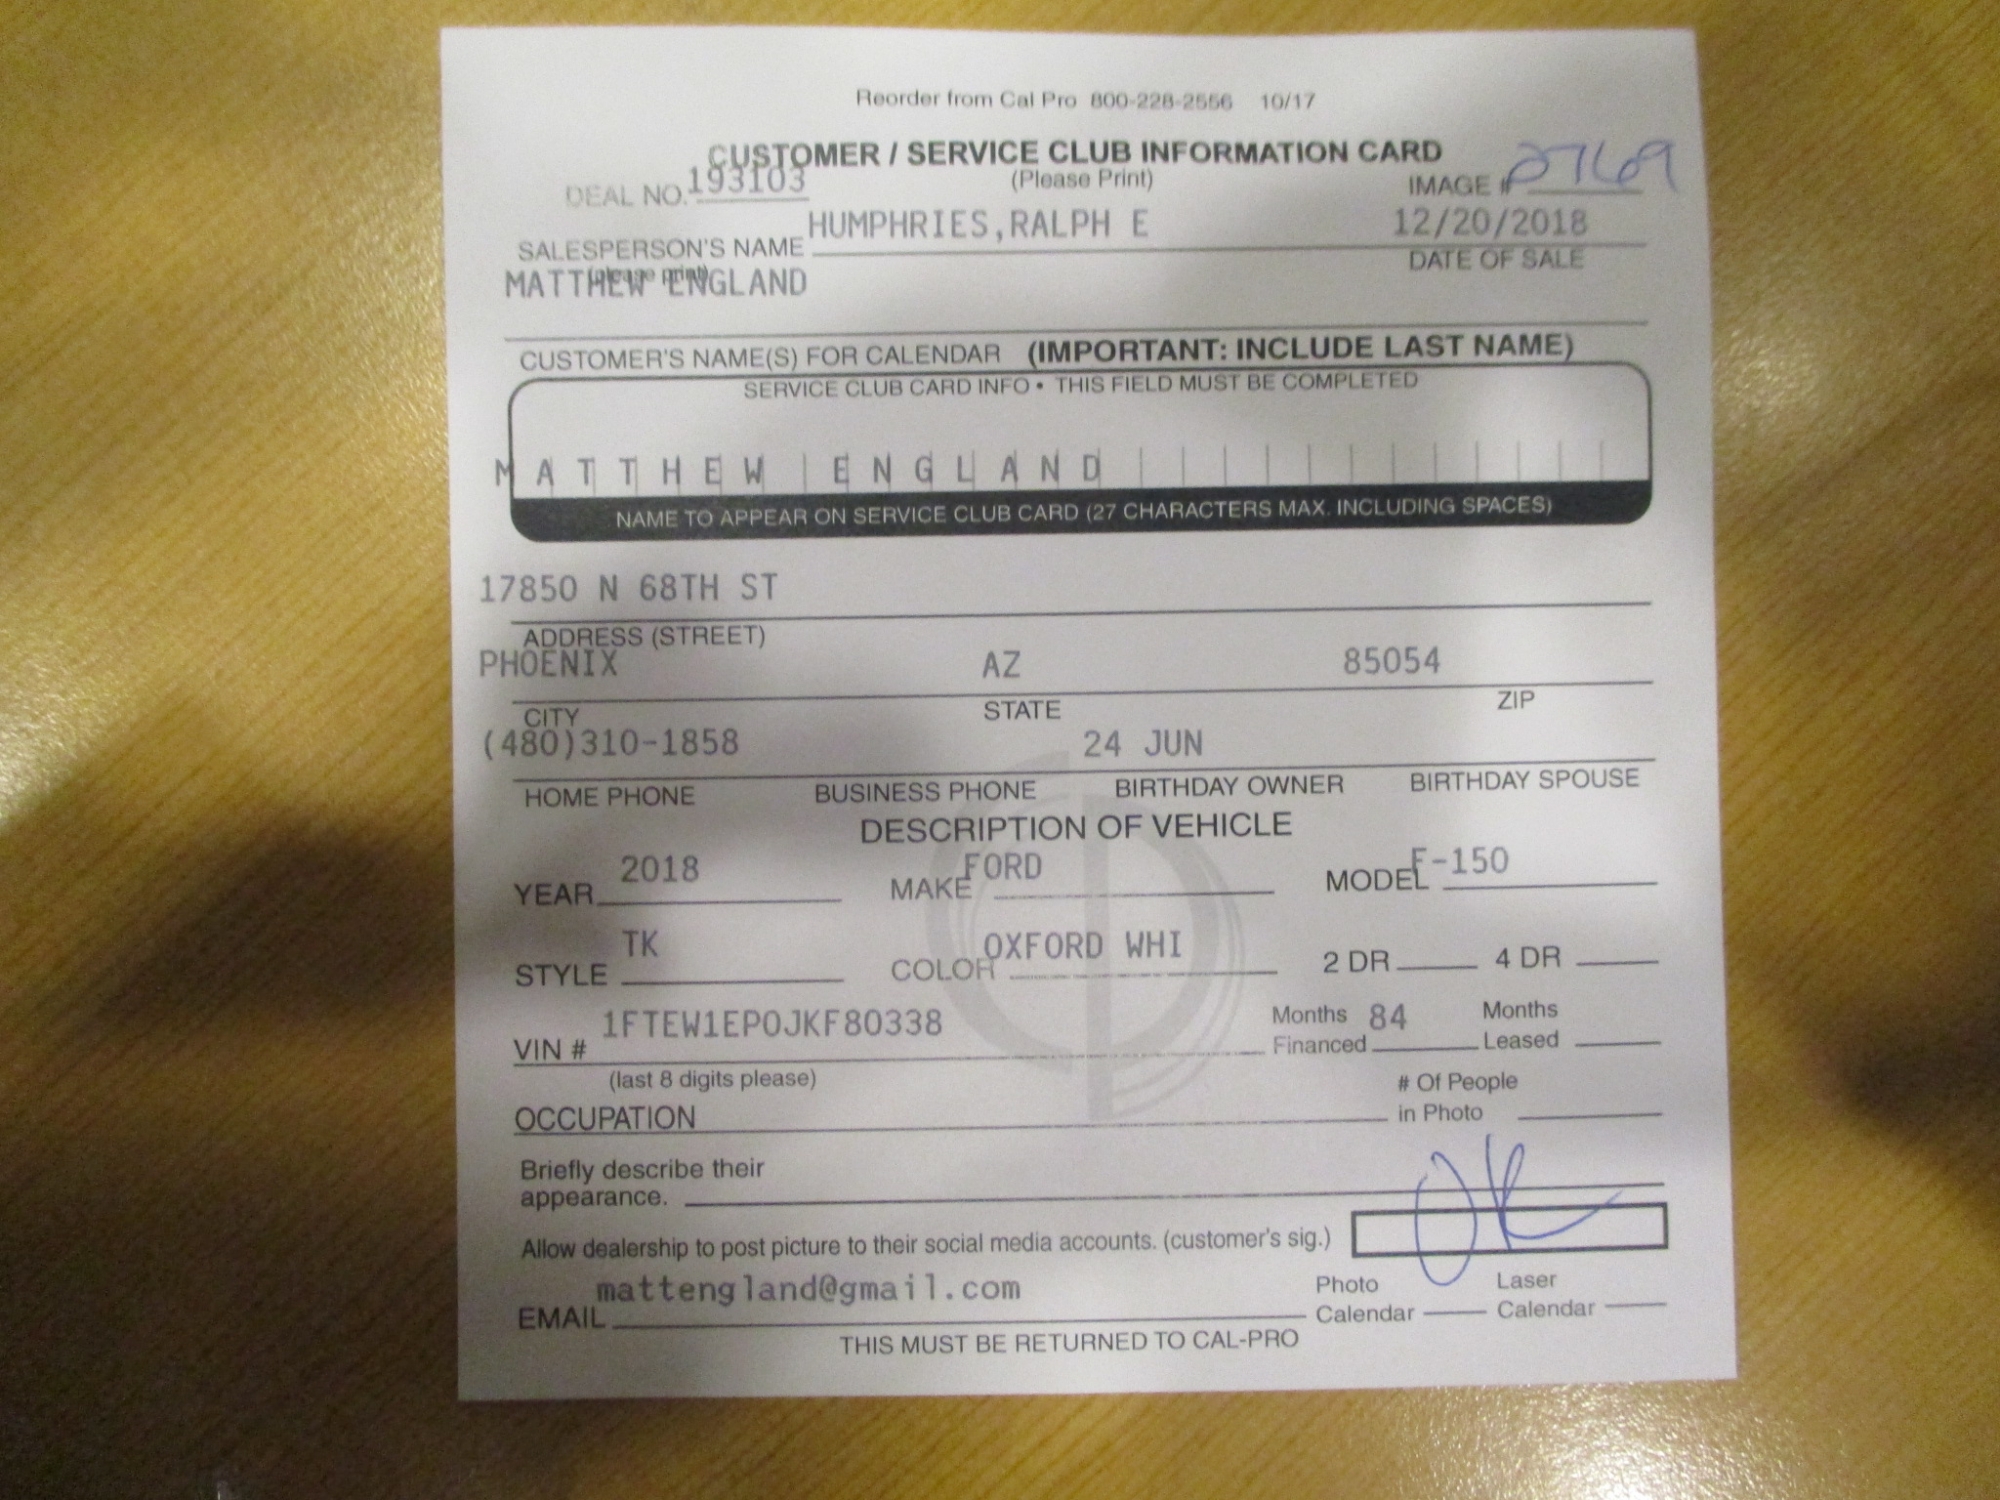 Reorder from Cal Pro 800-228-2556 10/17
CUSTOMER / SERVICE CLUB INFORMATION CARD
(Please Print)
DEAL NO. 193103
IMAGE # 2769
SALESPERSON'S NAME HUMPHRIES,RALPH E 12/20/2018
(please print) DATE OF SALE
MATTHEW ENGLAND
CUSTOMER'S NAME(S) FOR CALENDAR (IMPORTANT: INCLUDE LAST NAME)
SERVICE CLUB CARD INFO • THIS FIELD MUST BE COMPLETED
MATTHEW ENGLAND
NAME TO APPEAR ON SERVICE CLUB CARD (27 CHARACTERS MAX. INCLUDING SPACES)
17850 N 68TH ST
ADDRESS (STREET)
PHOENIX AZ 85054
CITY STATE ZIP
(480)310-1858 24 JUN
HOME PHONE BUSINESS PHONE BIRTHDAY OWNER BIRTHDAY SPOUSE
DESCRIPTION OF VEHICLE
YEAR 2018 MAKE FORD MODEL F-150
STYLE TK COLOR OXFORD WHI 2 DR 4 DR
VIN # 1FTEW1EP0JKF80338 Months Financed 84 Months Leased
(last 8 digits please)
OCCUPATION # Of People in Photo
Briefly describe their
appearance.
Allow dealership to post picture to their social media accounts. (customer's sig.)
EMAIL mattengland@gmail.com Photo Calendar Laser Calendar
THIS MUST BE RETURNED TO CAL-PRO